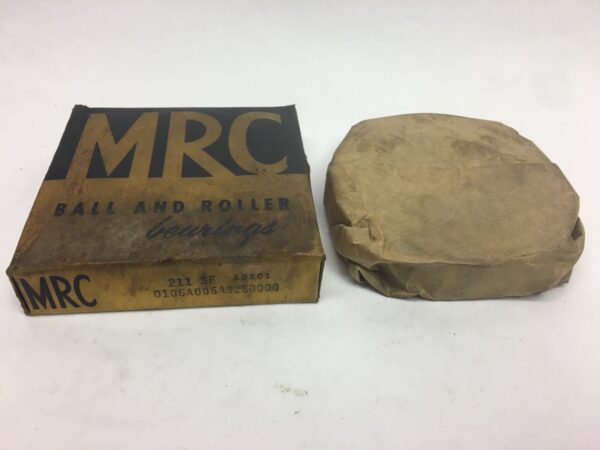 MRC
BALL AND ROLLER
bearings
MRC
211 SF